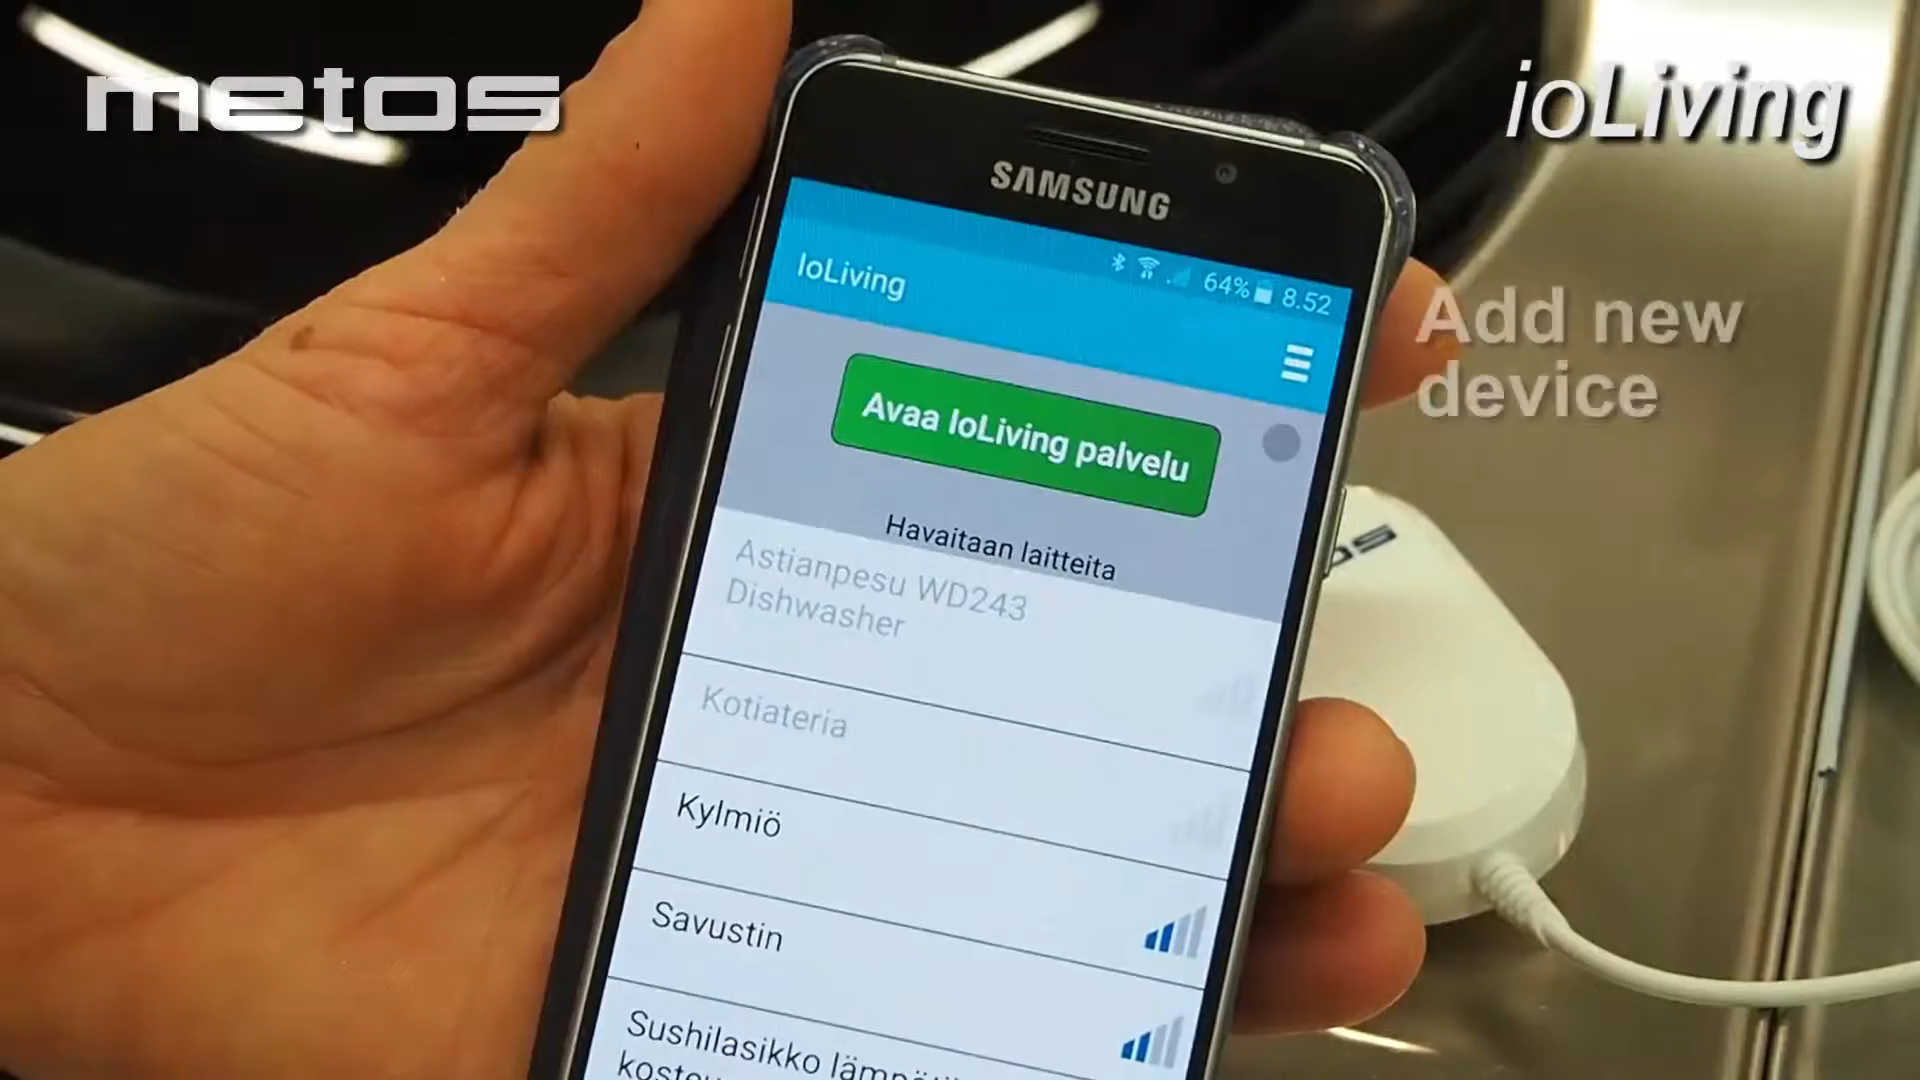 metos
ioLiving
SAMSUNG
64% 8.52
IoLiving
Add new
device
Avaa IoLiving palvelu
Havaitaan laitteita
Astianpesu WD243
Dishwasher
Kotiateria
Kylmiö
Savustin
Sushilasikko